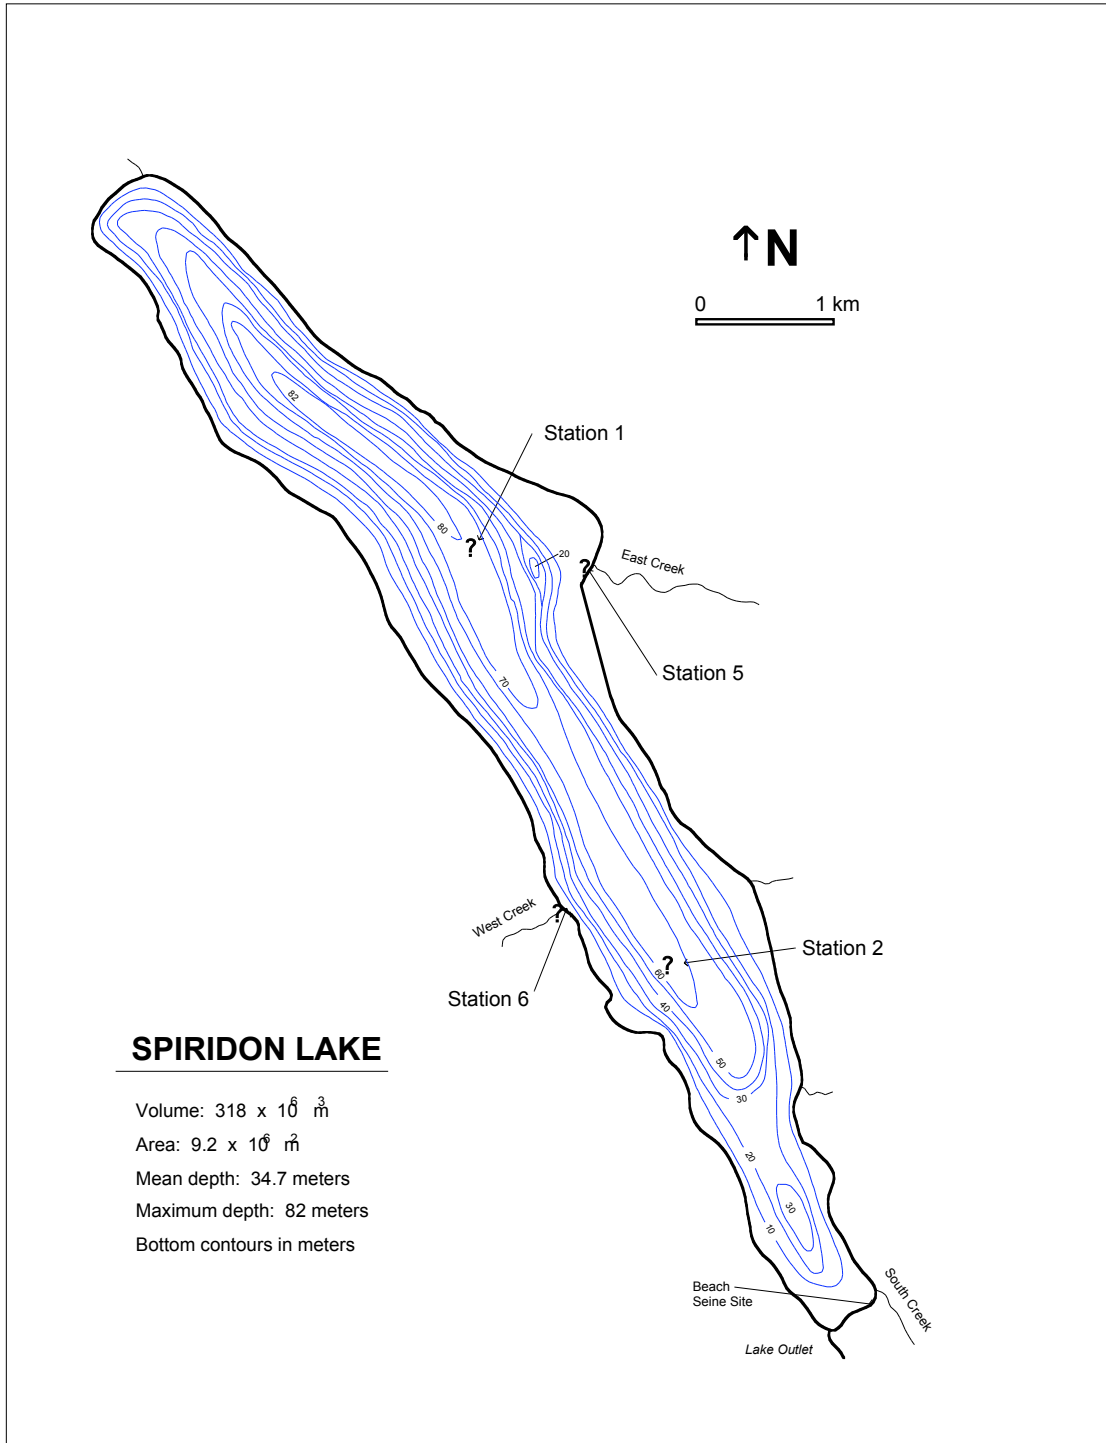 ↑N
0 1 km
82
Station 1
80
?
20
?
East Creek
Station 5
70
West Creek
?
Station 2
?
60
Station 6
40
50
30
SPIRIDON LAKE
Volume: 318 x 10⁶ m³
Area: 9.2 x 10⁶ m²
Mean depth: 34.7 meters
Maximum depth: 82 meters
Bottom contours in meters
20
30
10
Beach
Seine Site
South Creek
Lake Outlet